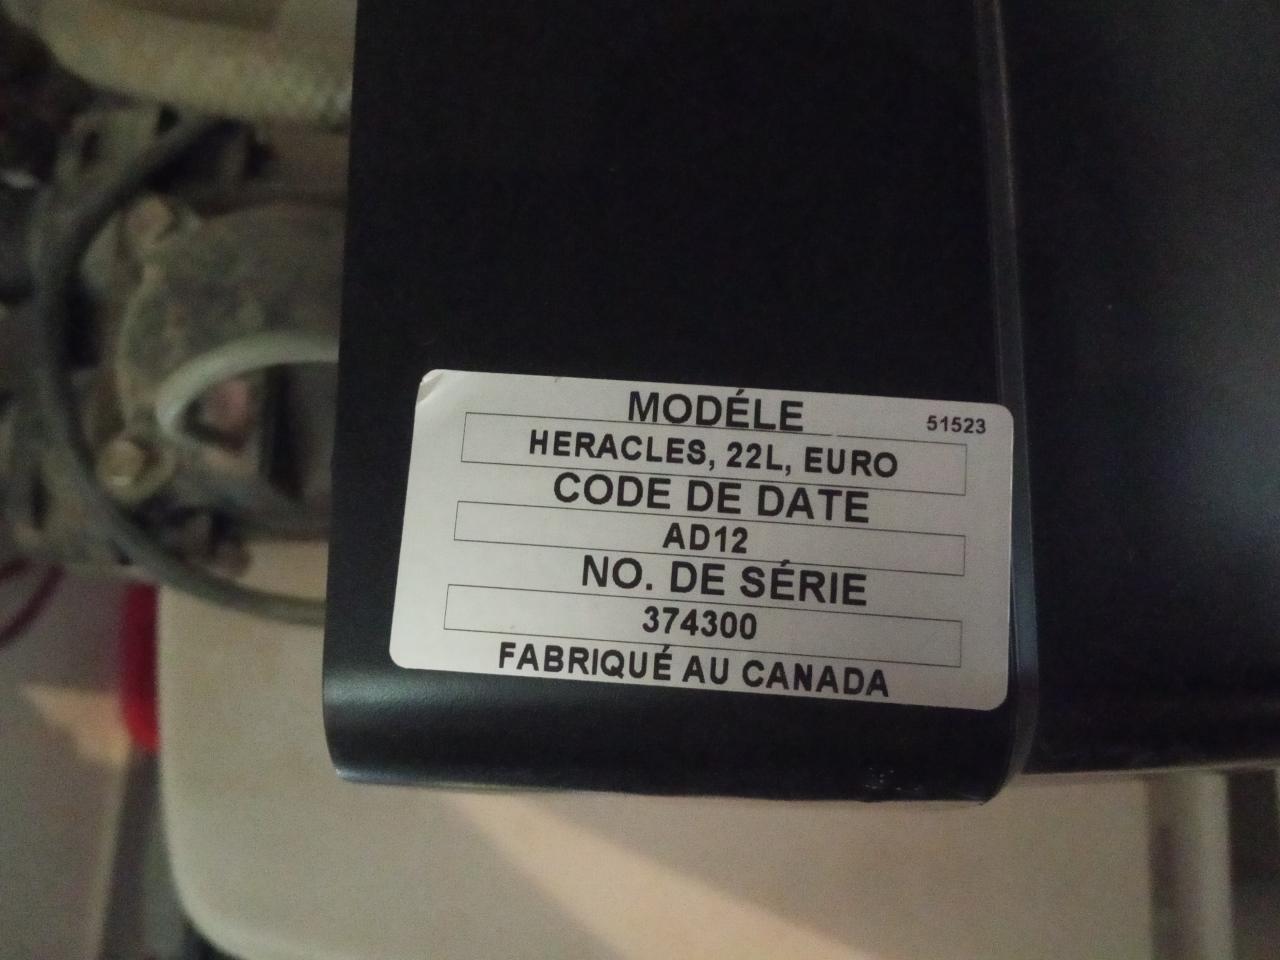 MODÉLE
51523
HERACLES, 22L, EURO
CODE DE DATE
AD12
NO. DE SÉRIE
374300
FABRIQUÉ AU CANADA